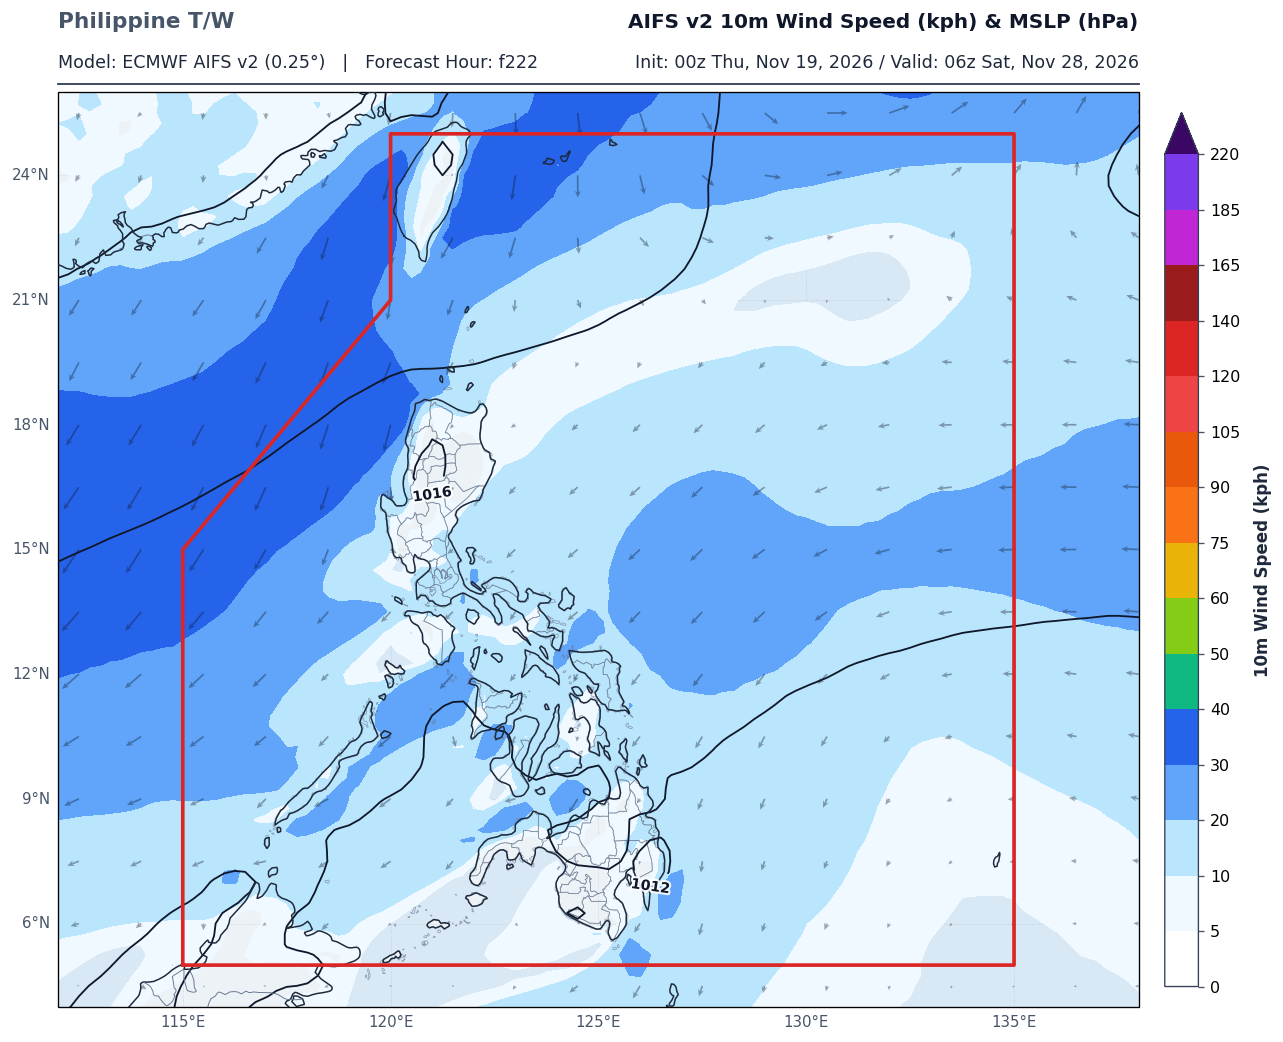 Philippine T/W
AIFS v2 10m Wind Speed (kph) & MSLP (hPa)
Model: ECMWF AIFS v2 (0.25°) | Forecast Hour: f222
Init: 00z Thu, Nov 19, 2026 / Valid: 06z Sat, Nov 28, 2026
24°N
21°N
18°N
15°N
12°N
9°N
6°N
1016
1012
115°E
120°E
125°E
130°E
135°E
220
185
165
140
120
105
90
75
60
50
40
30
20
10
5
0
10m Wind Speed (kph)